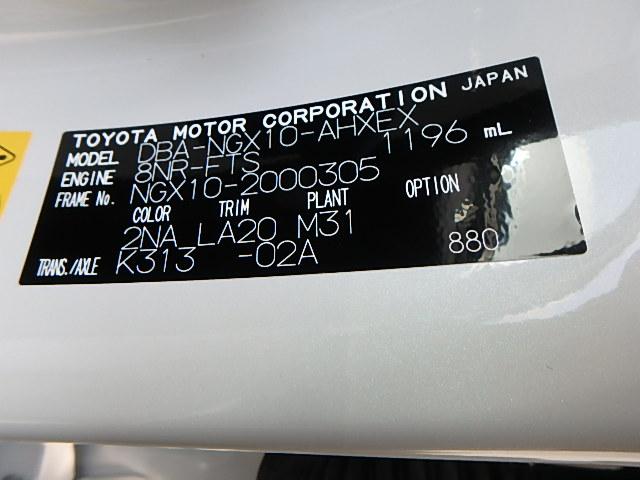 TOYOTA MOTOR CORPORATION JAPAN
MODEL DBA-NGX10-AHXEX
ENGINE 8NR-FTS 1196 mL
FRAME No. NGX10-2000305
COLOR TRIM PLANT OPTION
2NA LA20 M31
TRANS./AXLE K313 -02A 880